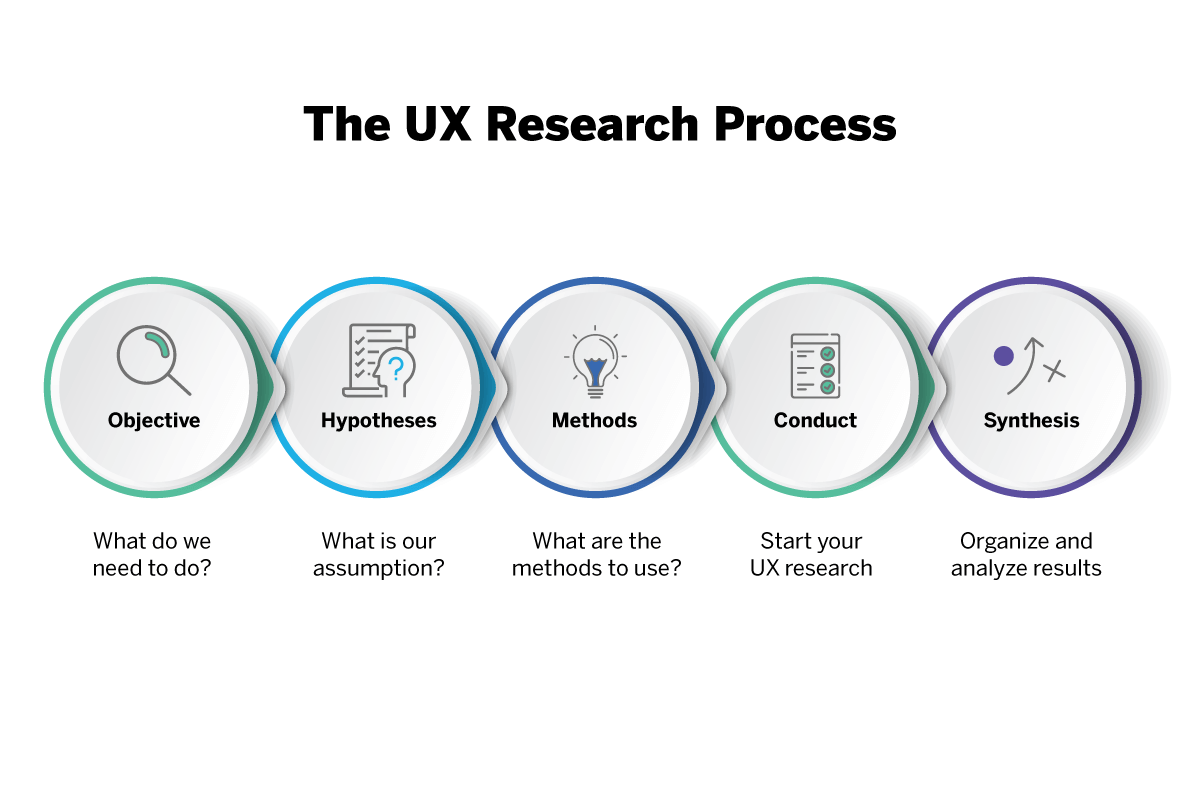 The UX Research Process
Objective
Hypotheses
Methods
Conduct
Synthesis
What do we
need to do?
What is our
assumption?
What are the
methods to use?
Start your
UX research
Organize and
analyze results